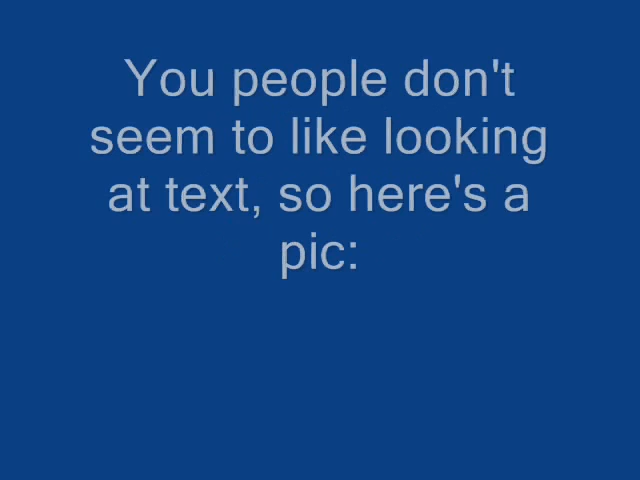 You people don't
seem to like looking
at text, so here's a
pic: